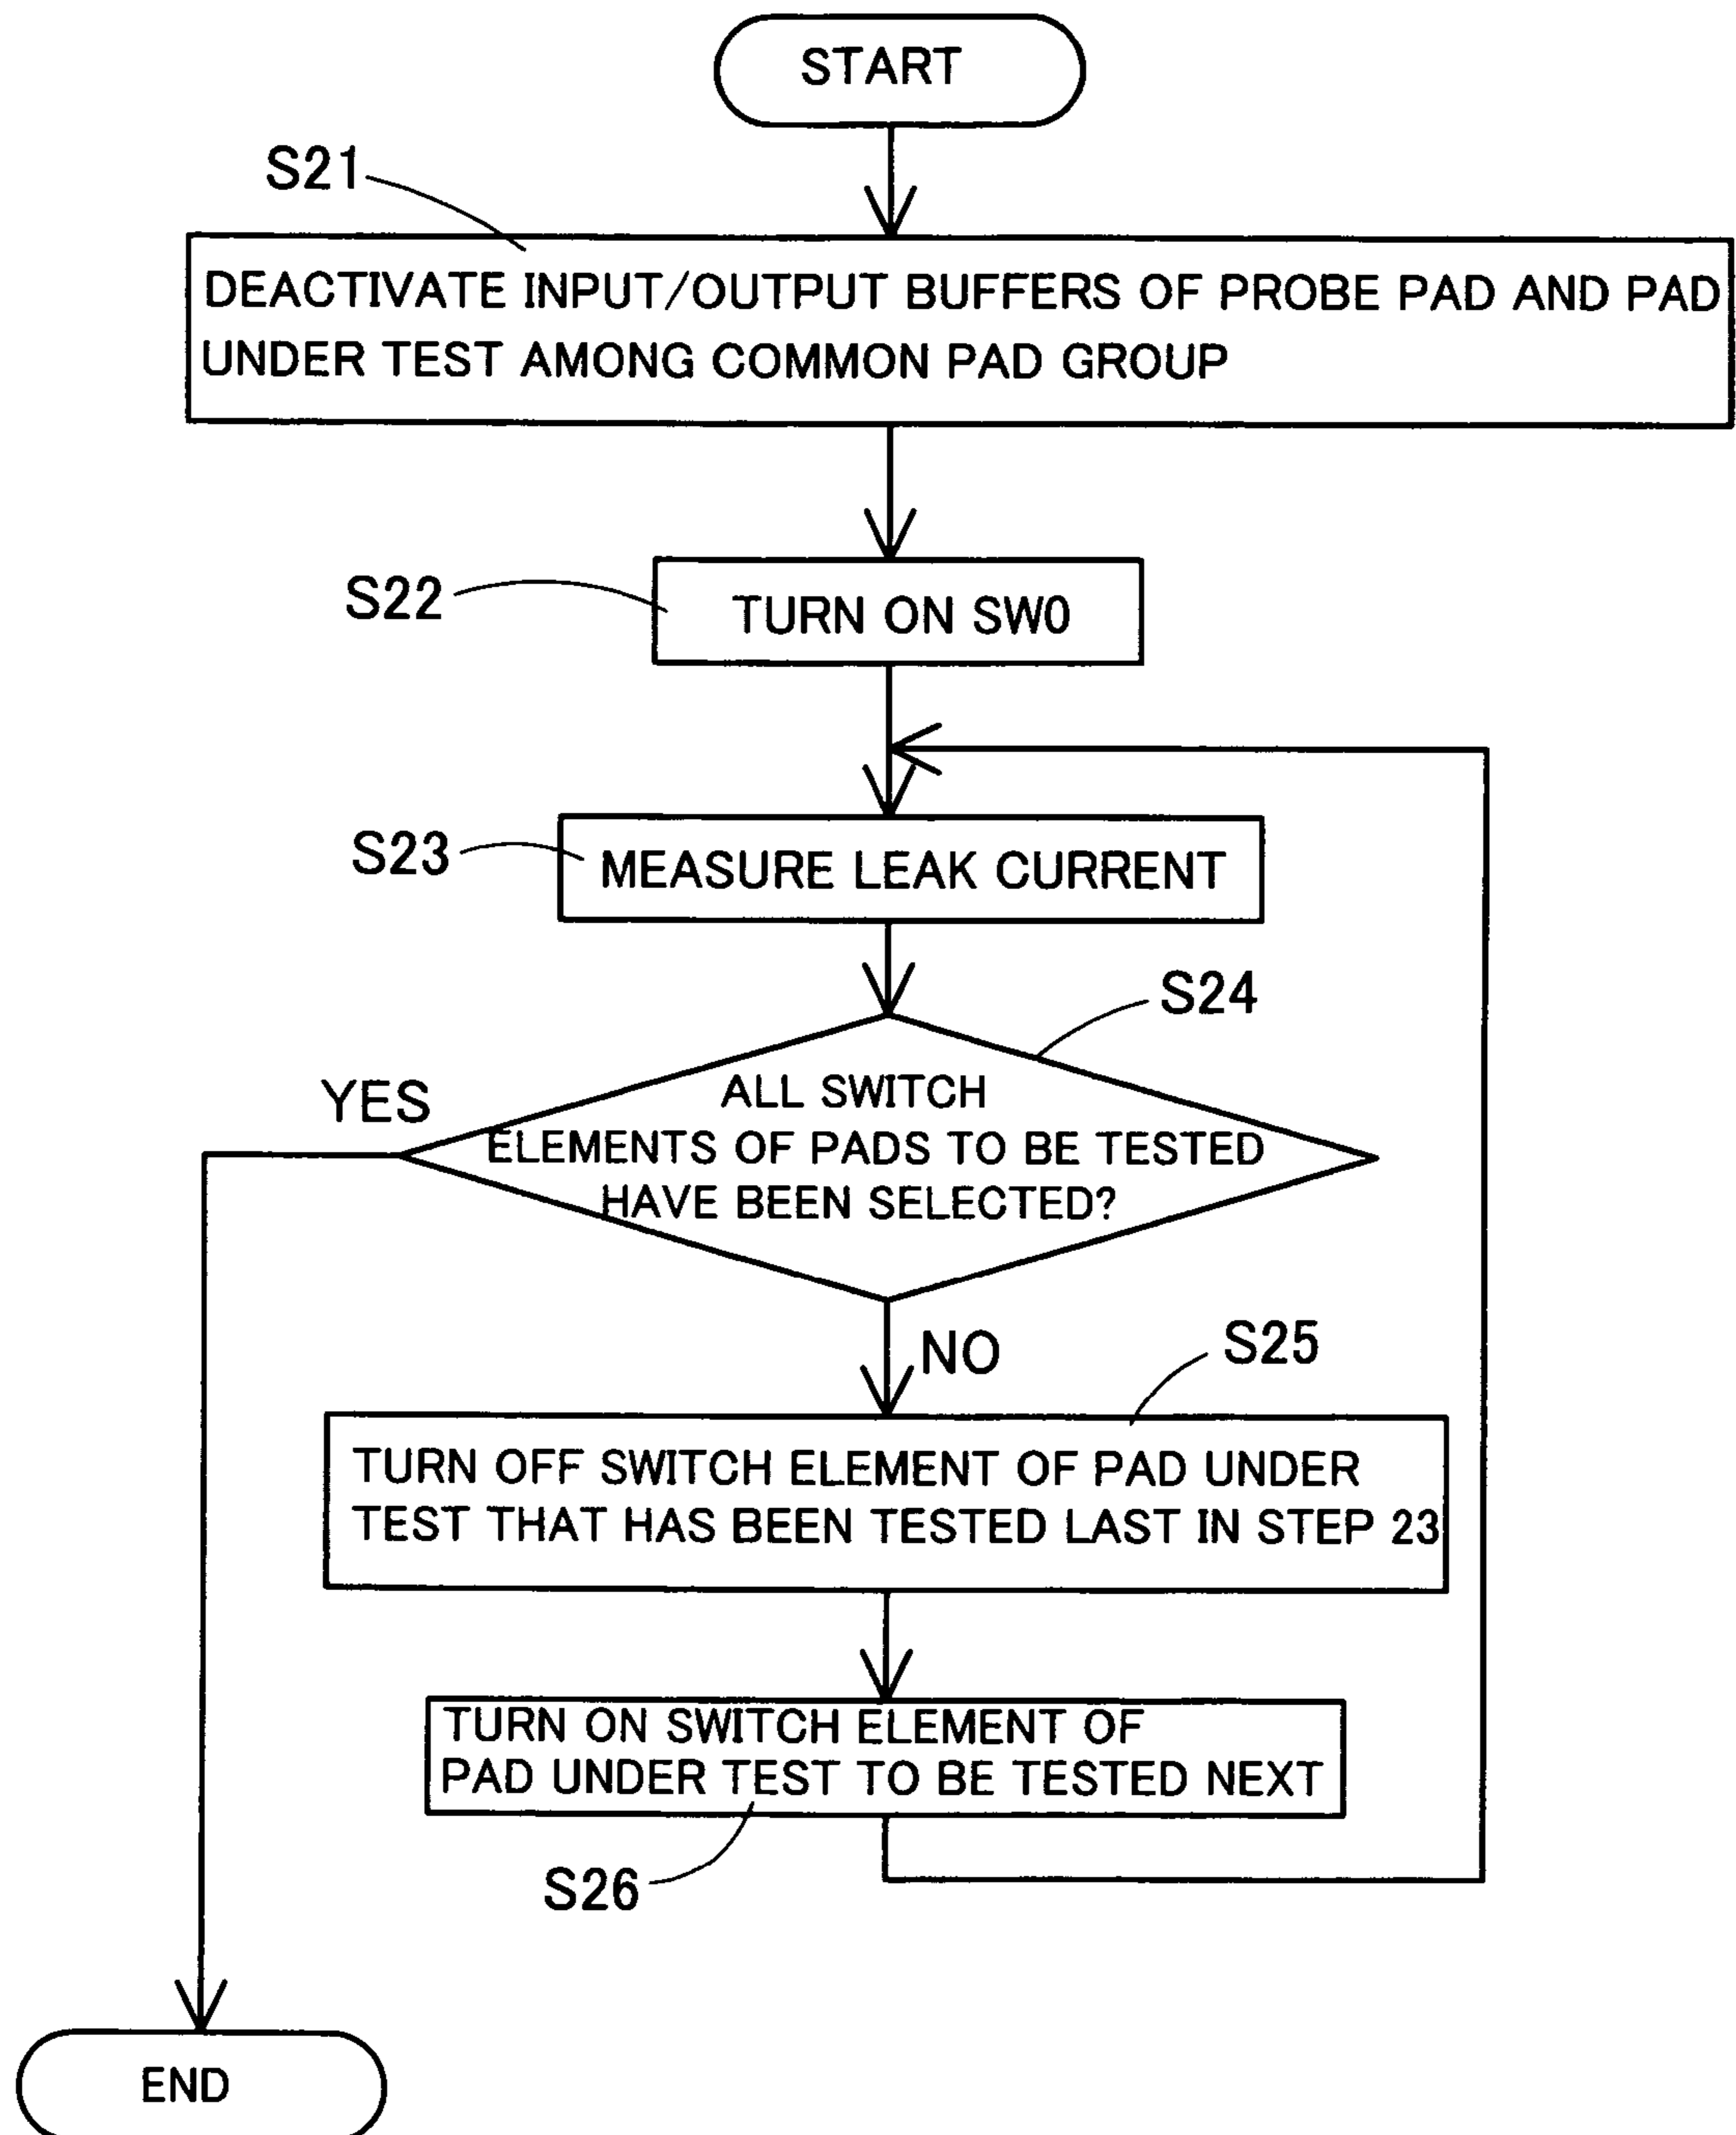 START
S21
DEACTIVATE INPUT/OUTPUT BUFFERS OF PROBE PAD AND PAD
UNDER TEST AMONG COMMON PAD GROUP
S22
TURN ON SW0
S23
MEASURE LEAK CURRENT
S24
YES
ALL SWITCH
ELEMENTS OF PADS TO BE TESTED
HAVE BEEN SELECTED?
NO
S25
TURN OFF SWITCH ELEMENT OF PAD UNDER
TEST THAT HAS BEEN TESTED LAST IN STEP 23
TURN ON SWITCH ELEMENT OF
PAD UNDER TEST TO BE TESTED NEXT
S26
END